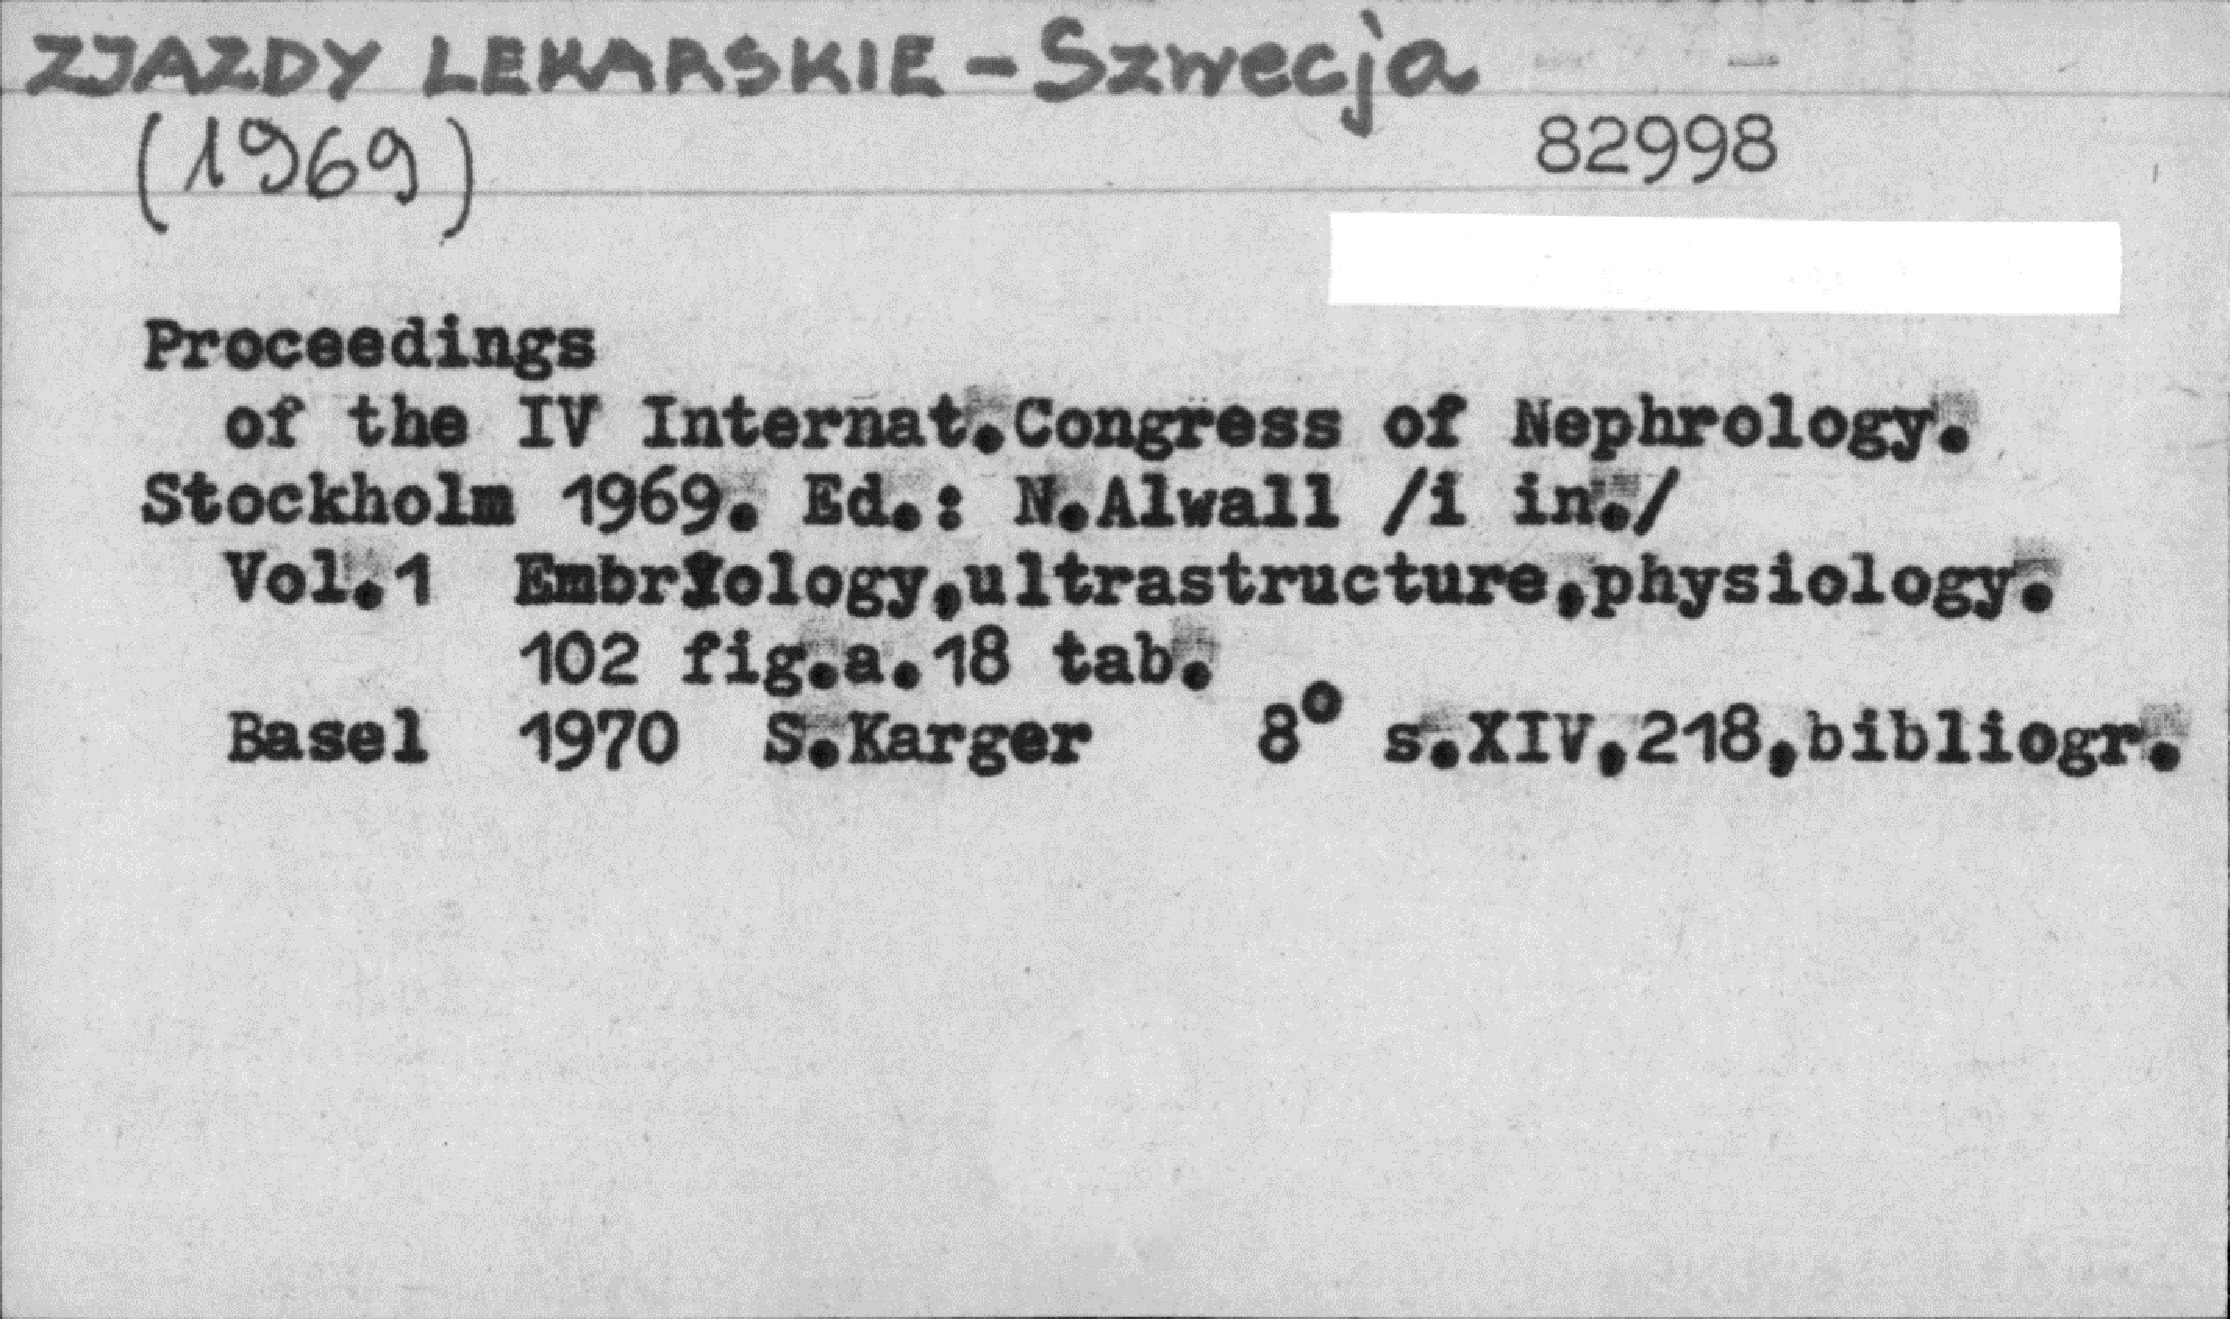 ZJAZDY LEKARSKIE - Szwecja
(1969)
82998
Proceedings
of the IV Internat.Congress of Nephrology.
Stockholm 1969. Ed.: N.Alwall /i in./
Vol.1 Embryology,ultrastructure,physiology.
102 fig.a.18 tab.
Basel 1970 S.Karger 8° s.XIV,218,bibliogr.